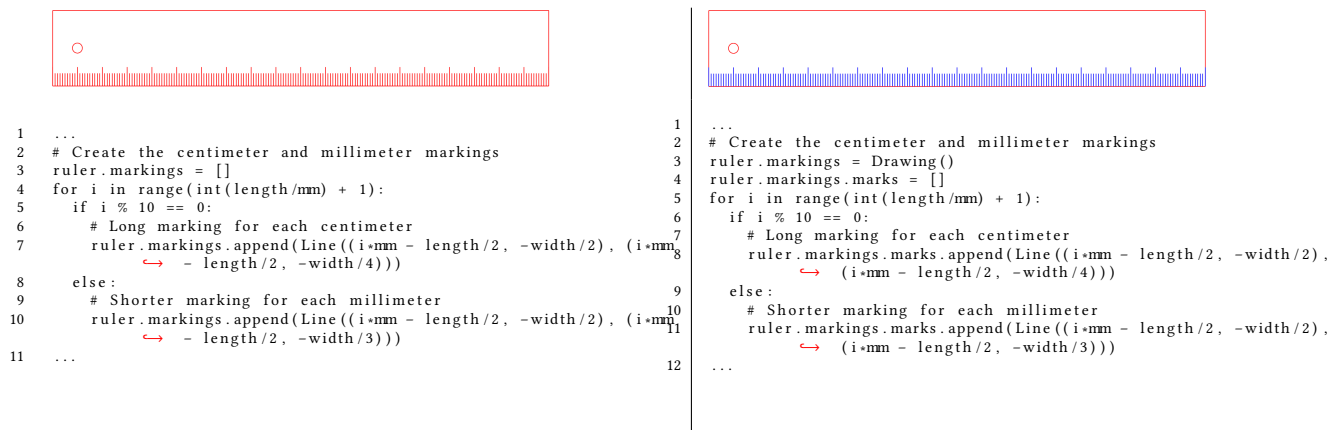 1 ...
2 # Create the centimeter and millimeter markings
3 ruler.markings = []
4 for i in range(int(length/mm) + 1):
5   if i % 10 == 0:
6     # Long marking for each centimeter
7     ruler.markings.append(Line((i*mm - length/2, -width/2), (i*mm
↪ - length/2, -width/4)))
8   else:
9     # Shorter marking for each millimeter
10     ruler.markings.append(Line((i*mm - length/2, -width/2), (i*mm
↪ - length/2, -width/3)))
11 ...
1 ...
2 # Create the centimeter and millimeter markings
3 ruler.markings = Drawing()
4 ruler.markings.marks = []
5 for i in range(int(length/mm) + 1):
6   if i % 10 == 0:
7     # Long marking for each centimeter
8     ruler.markings.marks.append(Line((i*mm - length/2, -width/2),
↪ (i*mm - length/2, -width/4)))
9   else:
10     # Shorter marking for each millimeter
11     ruler.markings.marks.append(Line((i*mm - length/2, -width/2),
↪ (i*mm - length/2, -width/3)))
12 ...